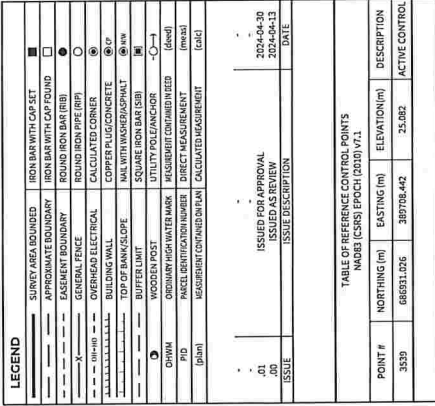 LEGEND
SURVEY AREA BOUNDED IRON BAR WITH CAP SET
APPROXIMATE BOUNDARY IRON BAR WITH CAP FOUND
EASEMENT BOUNDARY ROUND IRON BAR (RIB)
X GENERAL FENCE ROUND IRON PIPE (RIP)
OH-HO OVERHEAD ELECTRICAL CALCULATED CORNER
BUILDING WALL COPPER PLUG/CONCRETE CP
TOP OF BANK/SLOPE NAIL WITH WASHER/ASPHALT N/W
BUFFER LIMIT SQUARE IRON BAR (SIB)
WOODEN POST UTILITY POLE/ANCHOR
OHWM ORDINARY HIGH WATER MARK MEASUREMENT CONTAINED IN DEED (deed)
PID PARCEL IDENTIFICATION NUMBER DIRECT MEASUREMENT (meas)
(plan) MEASUREMENT CONTAINED ON PLAN CALCULATED MEASUREMENT (calc)
- - -
- - -
.01 ISSUED FOR APPROVAL 2024-04-30
.00 ISSUED AS REVIEW 2024-04-13
ISSUE ISSUE DESCRIPTION DATE
TABLE OF REFERENCE CONTROL POINTS
NAD83 (CSRS) EPOCH (2010) v7.1
POINT # NORTHING (m) EASTING (m) ELEVATION(m) DESCRIPTION
3539 686931.026 389708.442 25.082 ACTIVE CONTROL